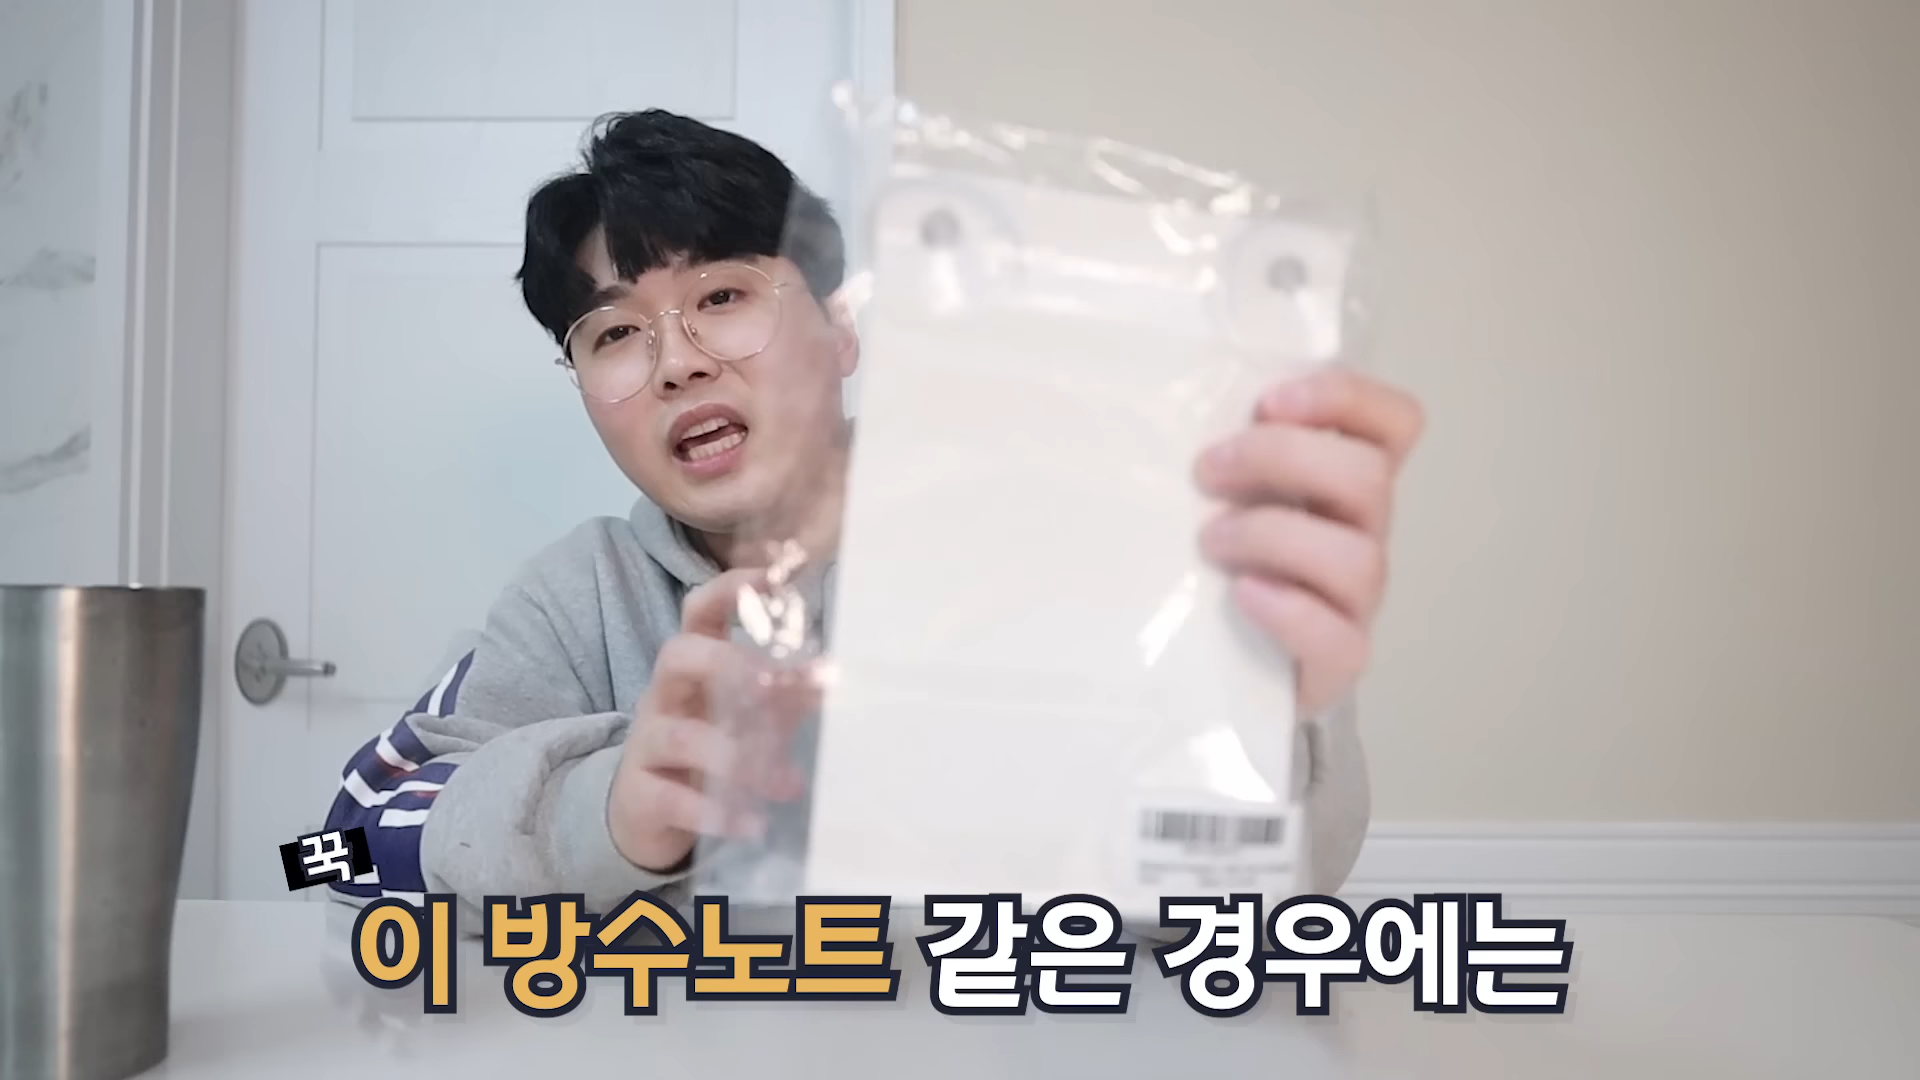 꾹
이 방수노트 같은 경우에는